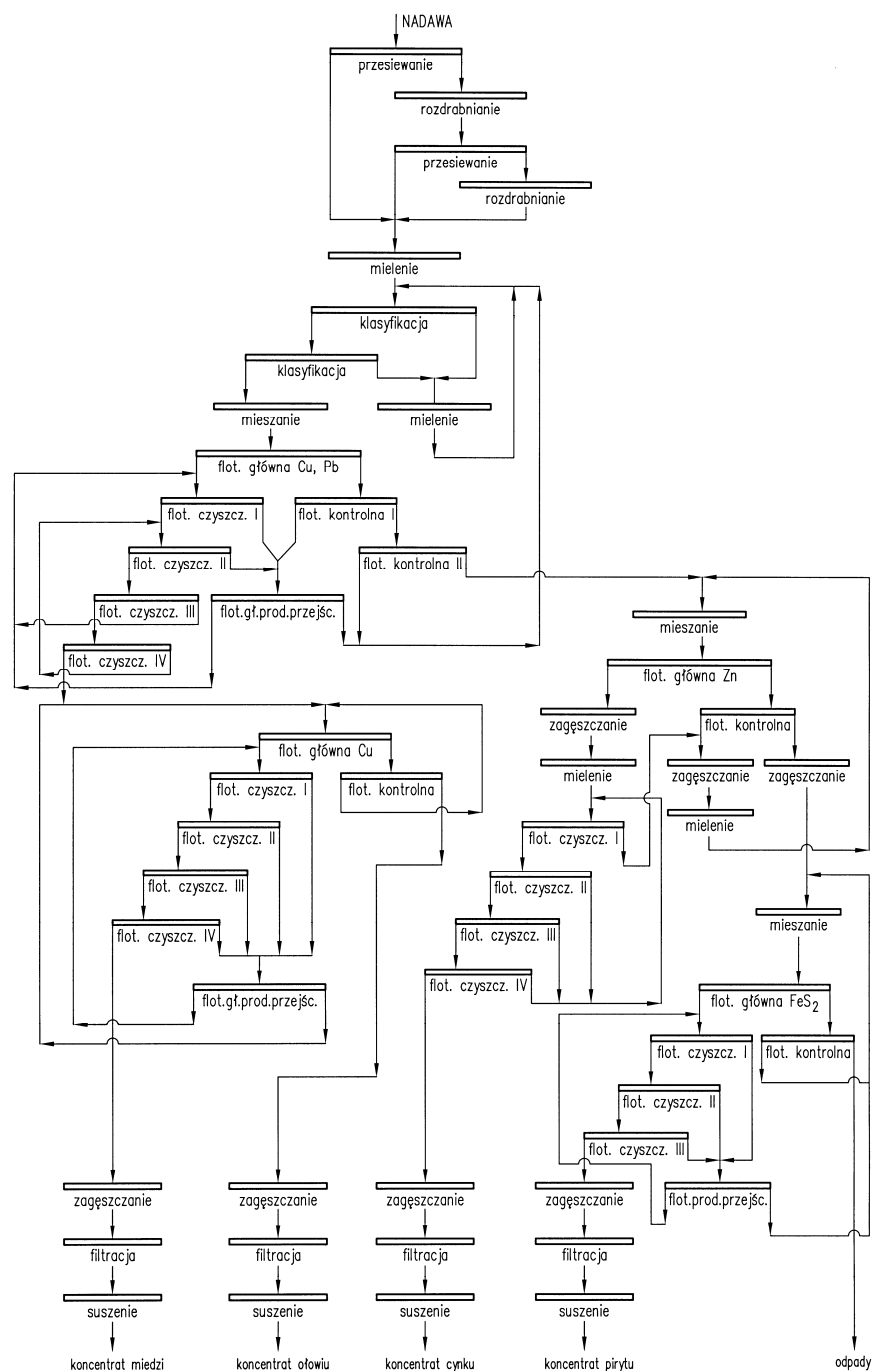 NADAWA
przesiewanie
rozdrabnianie
przesiewanie
rozdrabnianie
mielenie
klasyfikacja
klasyfikacja
mieszanie
mielenie
flot. główna Cu, Pb
flot. czyszcz. I
flot. kontrolna I
flot. czyszcz. II
flot. kontrolna II
flot. czyszcz. III
flot.gł.prod.przejśc.
mieszanie
flot. czyszcz. IV
flot. główna Zn
zagęszczanie
flot. kontrolna
flot. główna Cu
mielenie
zagęszczanie
zagęszczanie
flot. czyszcz. I
flot. kontrolna
mielenie
flot. czyszcz. II
flot. czyszcz. I
flot. czyszcz. III
flot. czyszcz. II
flot. czyszcz. IV
flot. czyszcz. III
mieszanie
flot.gł.prod.przejśc.
flot. czyszcz. IV
flot. główna FeS2
flot. czyszcz. I
flot. kontrolna
flot. czyszcz. II
flot. czyszcz. III
zagęszczanie
zagęszczanie
zagęszczanie
zagęszczanie
flot.prod.przejśc.
filtracja
filtracja
filtracja
filtracja
suszenie
suszenie
suszenie
suszenie
koncentrat miedzi
koncentrat ołowiu
koncentrat cynku
koncentrat pirytu
odpady